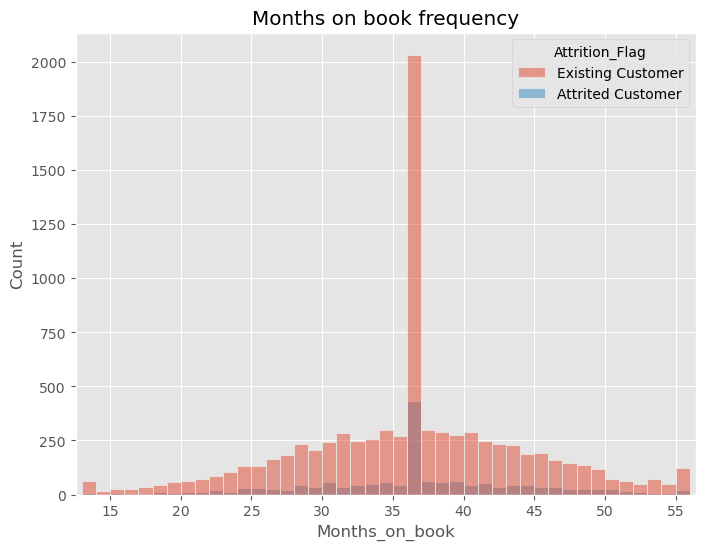 Months on book frequency
Attrition_Flag
Existing Customer
Attrited Customer
2000
1750
1500
1250
1000
750
500
250
0
Count
15 20 25 30 35 40 45 50 55
Months_on_book